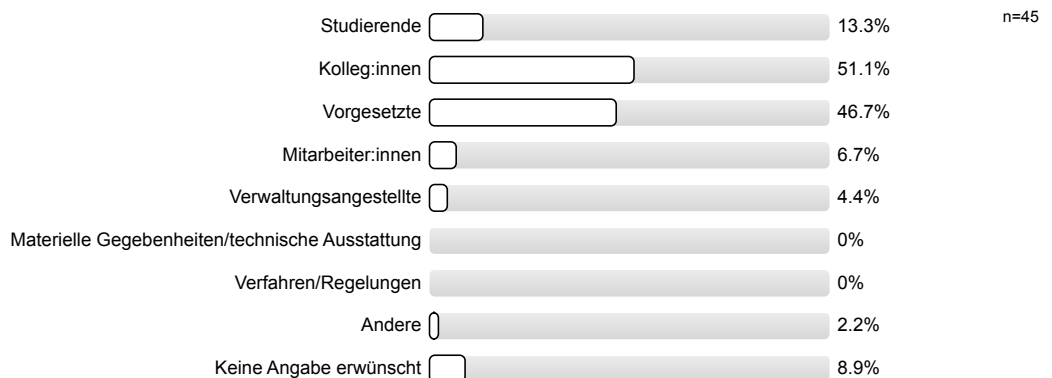 n=45
Studierende 13.3%
Kolleg:innen 51.1%
Vorgesetzte 46.7%
Mitarbeiter:innen 6.7%
Verwaltungsangestellte 4.4%
Materielle Gegebenheiten/technische Ausstattung 0%
Verfahren/Regelungen 0%
Andere 2.2%
Keine Angabe erwünscht 8.9%